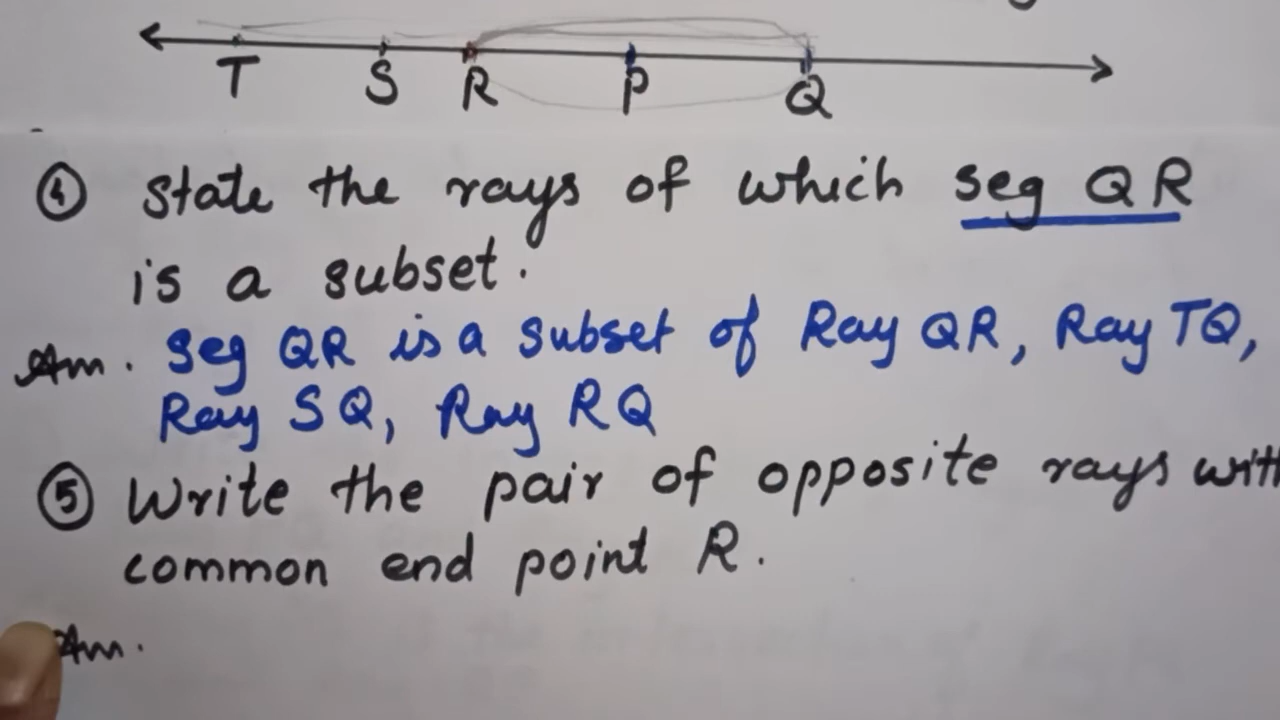 T S R P Q
④ State the rays of which seg QR
is a subset.
Ans. Seg QR is a subset of Ray QR, Ray TQ,
Ray SQ, Ray RQ
⑤ Write the pair of opposite rays with
common end point R.
Ans.